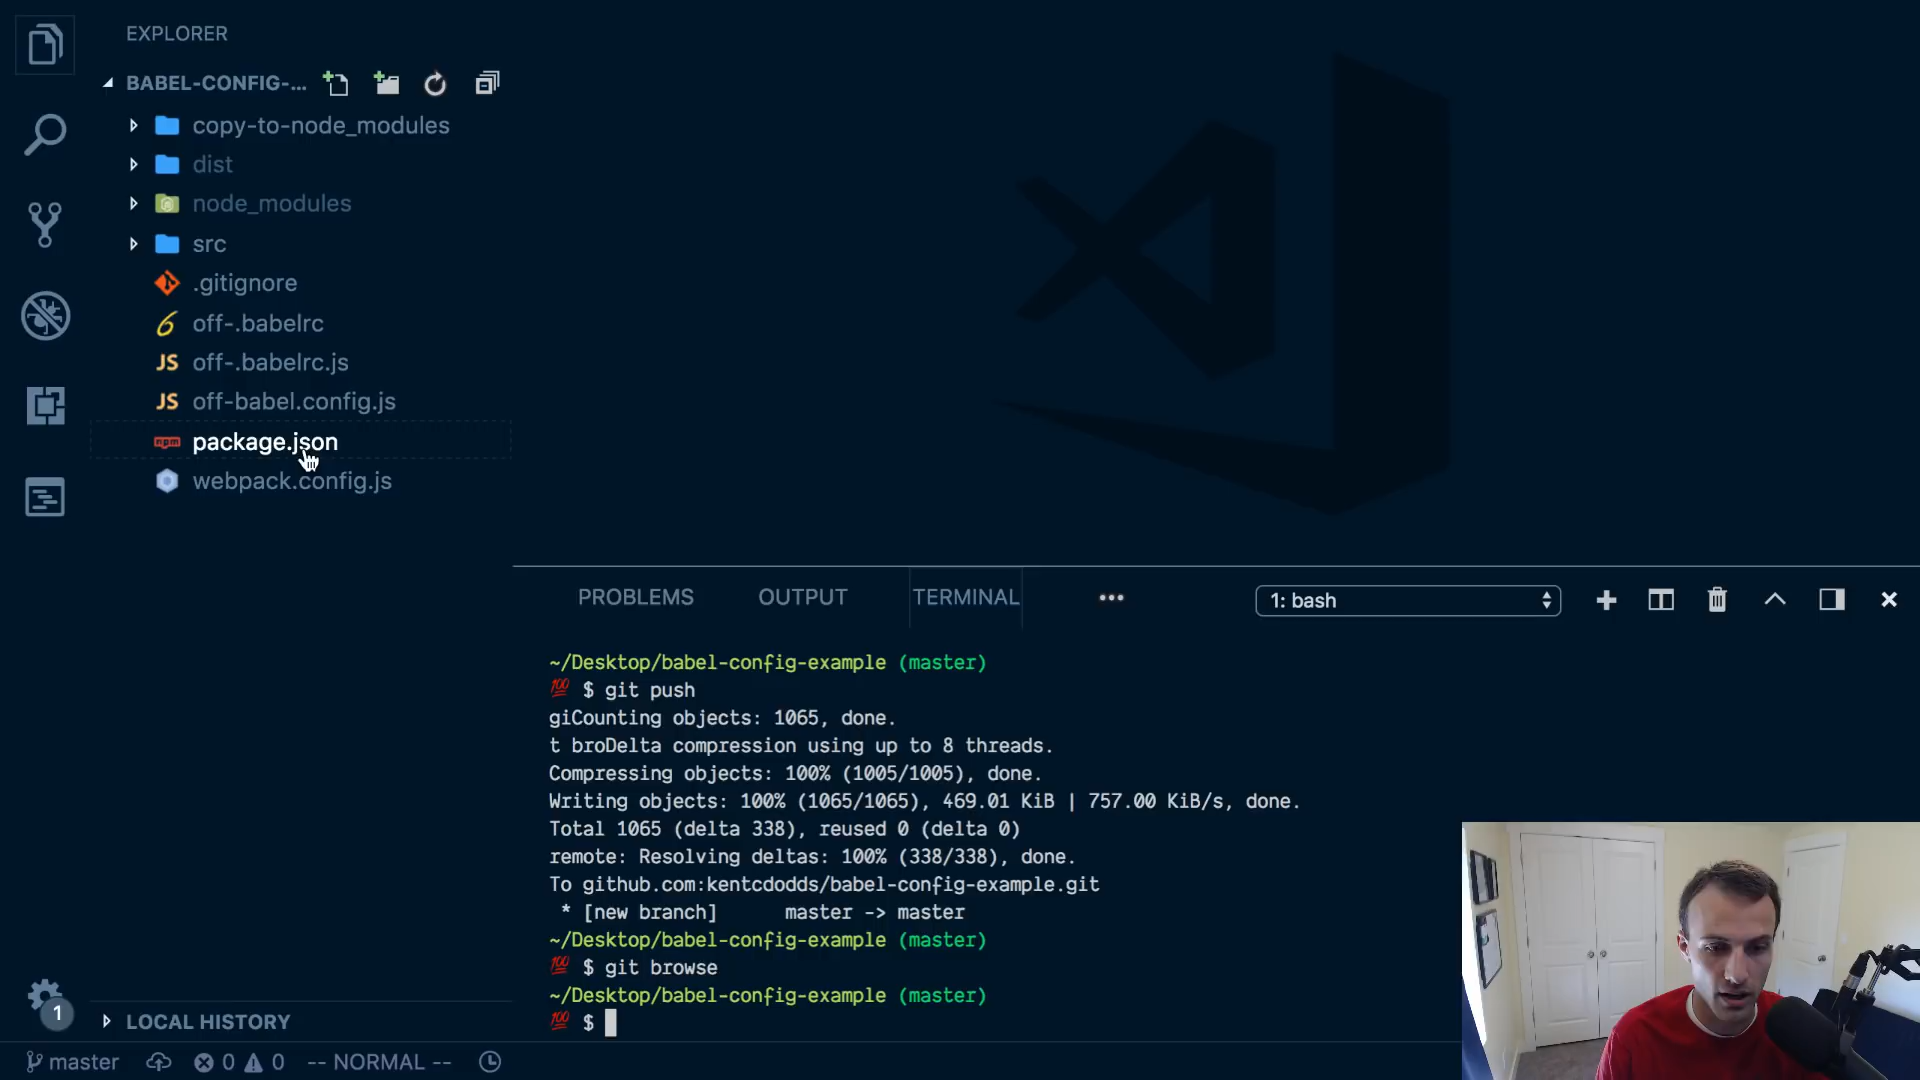 EXPLORER
BABEL-CONFIG-...
copy-to-node_modules
dist
node_modules
src
.gitignore
6 off-.babelrc
JS off-.babelrc.js
JS off-babel.config.js
npm package.json
webpack.config.js
PROBLEMS OUTPUT TERMINAL ••• 1: bash
~/Desktop/babel-config-example (master)
💯 $ git push
giCounting objects: 1065, done.
t broDelta compression using up to 8 threads.
Compressing objects: 100% (1005/1005), done.
Writing objects: 100% (1065/1065), 469.01 KiB | 757.00 KiB/s, done.
Total 1065 (delta 338), reused 0 (delta 0)
remote: Resolving deltas: 100% (338/338), done.
To github.com:kentcdodds/babel-config-example.git
* [new branch] master -> master
~/Desktop/babel-config-example (master)
💯 $ git browse
~/Desktop/babel-config-example (master)
💯 $
1
LOCAL HISTORY
master 0 0 -- NORMAL --